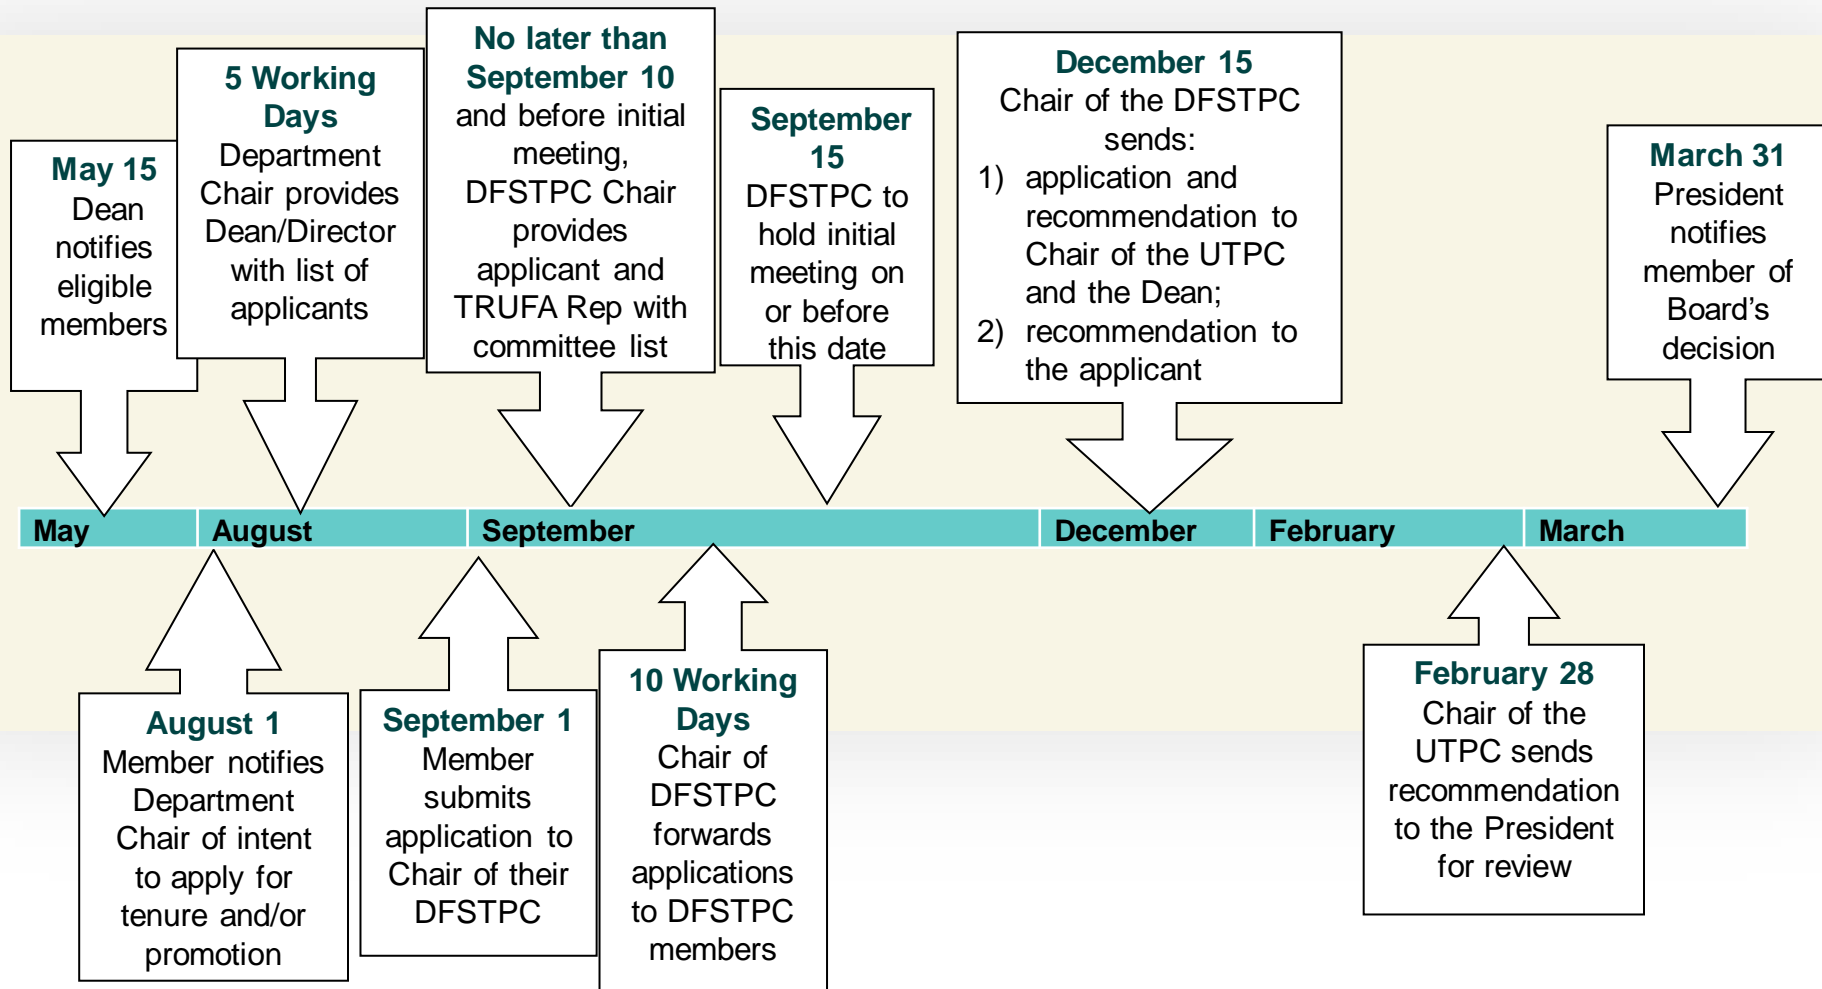 May 15
Dean
notifies
eligible
members
5 Working
Days
Department
Chair provides
Dean/Director
with list of
applicants
No later than
September 10
and before initial
meeting,
DFSTPC Chair
provides
applicant and
TRUFA Rep with
committee list
September
15
DFSTPC to
hold initial
meeting on
or before
this date
December 15
Chair of the DFSTPC
sends:
1) application and
recommendation to
Chair of the UTPC
and the Dean;
2) recommendation to
the applicant
March 31
President
notifies
member of
Board's
decision
May
August
September
December
February
March
August 1
Member notifies
Department
Chair of intent
to apply for
tenure and/or
promotion
September 1
Member
submits
application to
Chair of their
DFSTPC
10 Working
Days
Chair of
DFSTPC
forwards
applications
to DFSTPC
members
February 28
Chair of the
UTPC sends
recommendation
to the President
for review